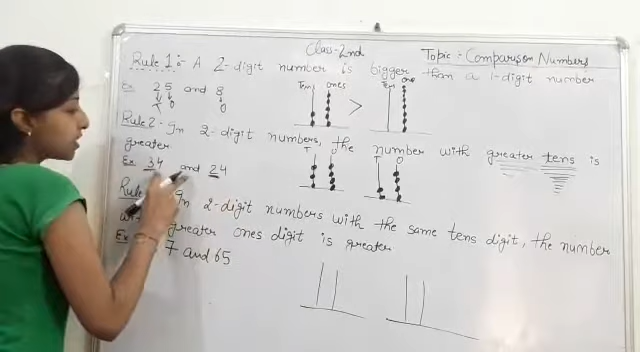 Class-2nd Topic - Comparison Numbers
Rule 1:- A 2-digit number is bigger than a 1-digit number
Ex 25 and 8
T O O
Tens Ones > Ten One
Rule 2- In 2-digit numbers, the number with greater tens is
greater
Ex 34 and 24
T O T O
Rule In 2-digit numbers with the same tens digit, the number
greater ones digit is greater
Ex 7 and 65